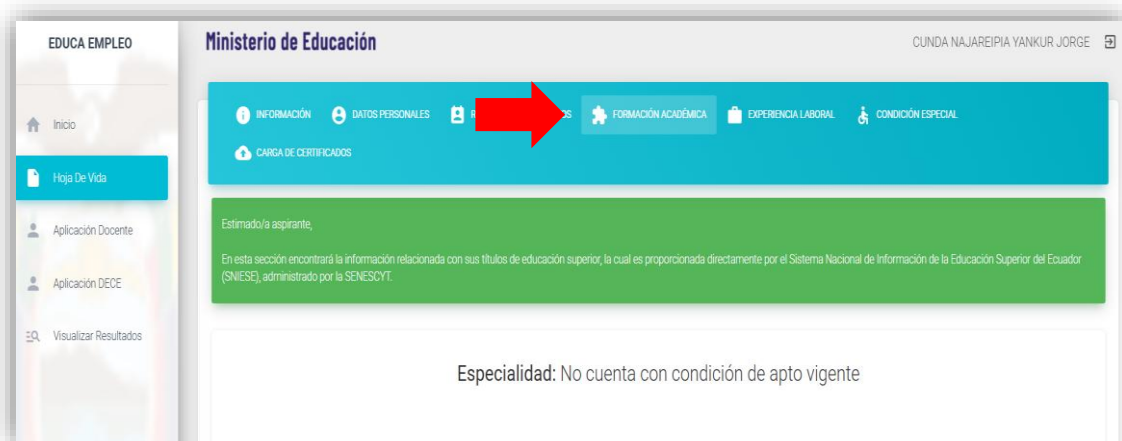 EDUCA EMPLEO
Ministerio de Educación
CUNDA NAJAREIPIA YANKUR JORGE
Inicio
Hoja De Vida
Aplicación Docente
Aplicación DECE
Visualizar Resultados
INFORMACIÓN DATOS PERSONALES FORMACIÓN ACADÉMICA EXPERIENCIA LABORAL CONDICIÓN ESPECIAL
CARGA DE CERTIFICADOS
Estimado/a aspirante,
En esta sección encontrará la información relacionada con sus títulos de educación superior, la cual es proporcionada directamente por el Sistema Nacional de Información de la Educación Superior del Ecuador
(SNIESE), administrado por la SENESCYT.
Especialidad: No cuenta con condición de apto vigente